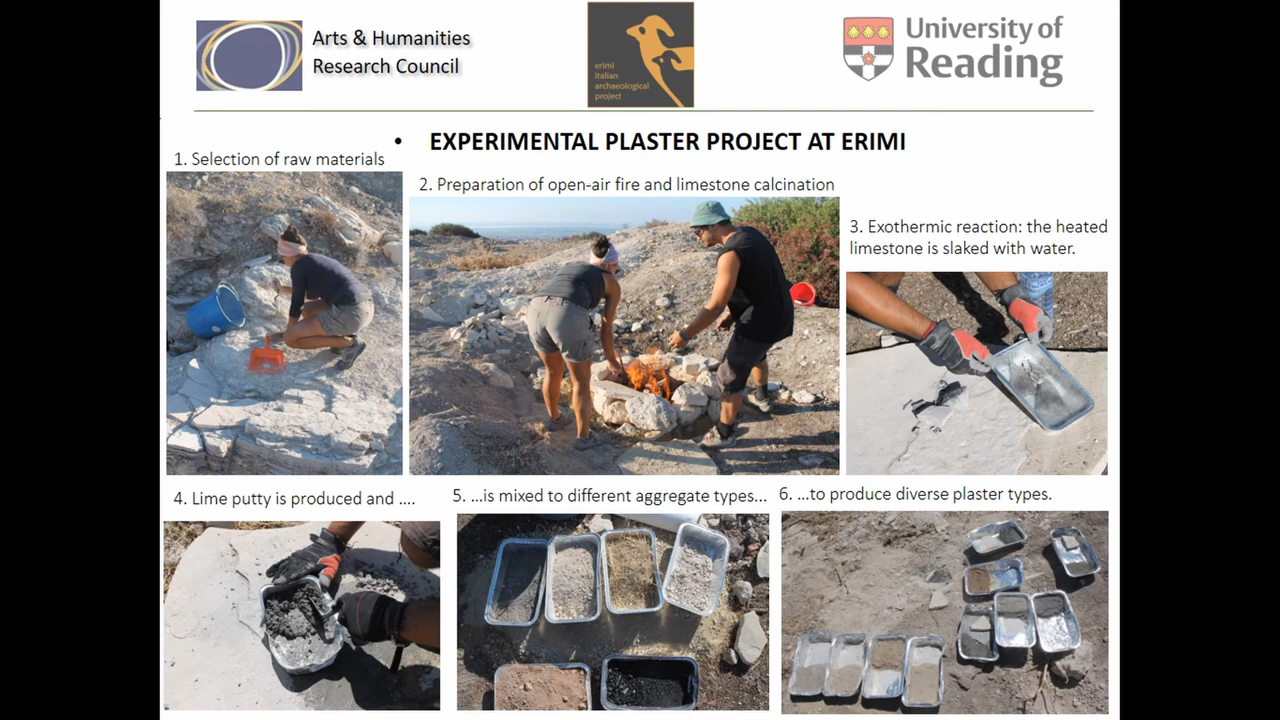 Arts & Humanities
Research Council
erimi
italian
archaeological
project
University of
Reading
• EXPERIMENTAL PLASTER PROJECT AT ERIMI
1. Selection of raw materials
2. Preparation of open-air fire and limestone calcination
3. Exothermic reaction: the heated
limestone is slaked with water.
4. Lime putty is produced and ....
5. ...is mixed to different aggregate types...
6. ...to produce diverse plaster types.